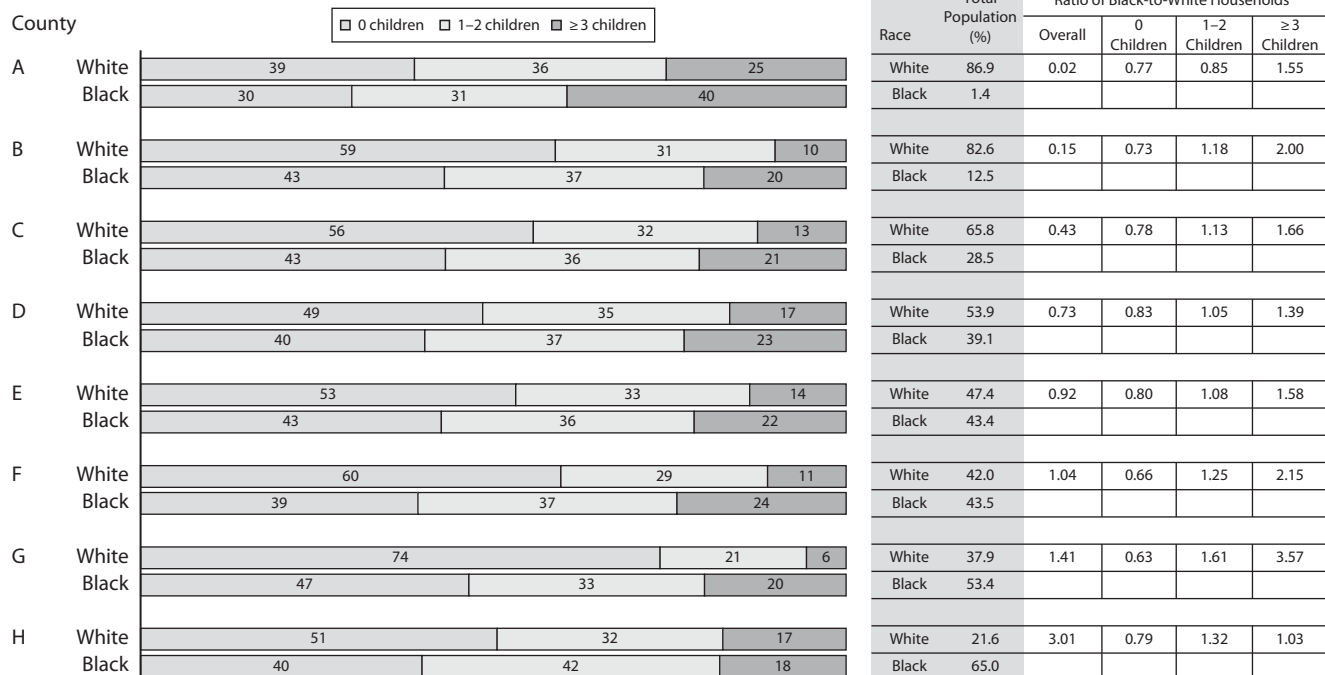 Total
Population
(%)
Ratio of Black-to-White Households
County
0 children 1–2 children ≥3 children
Race Overall 0 Children 1–2 Children ≥3 Children
A White 39 36 25 White 86.9 0.02 0.77 0.85 1.55
Black 30 31 40 Black 1.4
B White 59 31 10 White 82.6 0.15 0.73 1.18 2.00
Black 43 37 20 Black 12.5
C White 56 32 13 White 65.8 0.43 0.78 1.13 1.66
Black 43 36 21 Black 28.5
D White 49 35 17 White 53.9 0.73 0.83 1.05 1.39
Black 40 37 23 Black 39.1
E White 53 33 14 White 47.4 0.92 0.80 1.08 1.58
Black 43 36 22 Black 43.4
F White 60 29 11 White 42.0 1.04 0.66 1.25 2.15
Black 39 37 24 Black 43.5
G White 74 21 6 White 37.9 1.41 0.63 1.61 3.57
Black 47 33 20 Black 53.4
H White 51 32 17 White 21.6 3.01 0.79 1.32 1.03
Black 40 42 18 Black 65.0